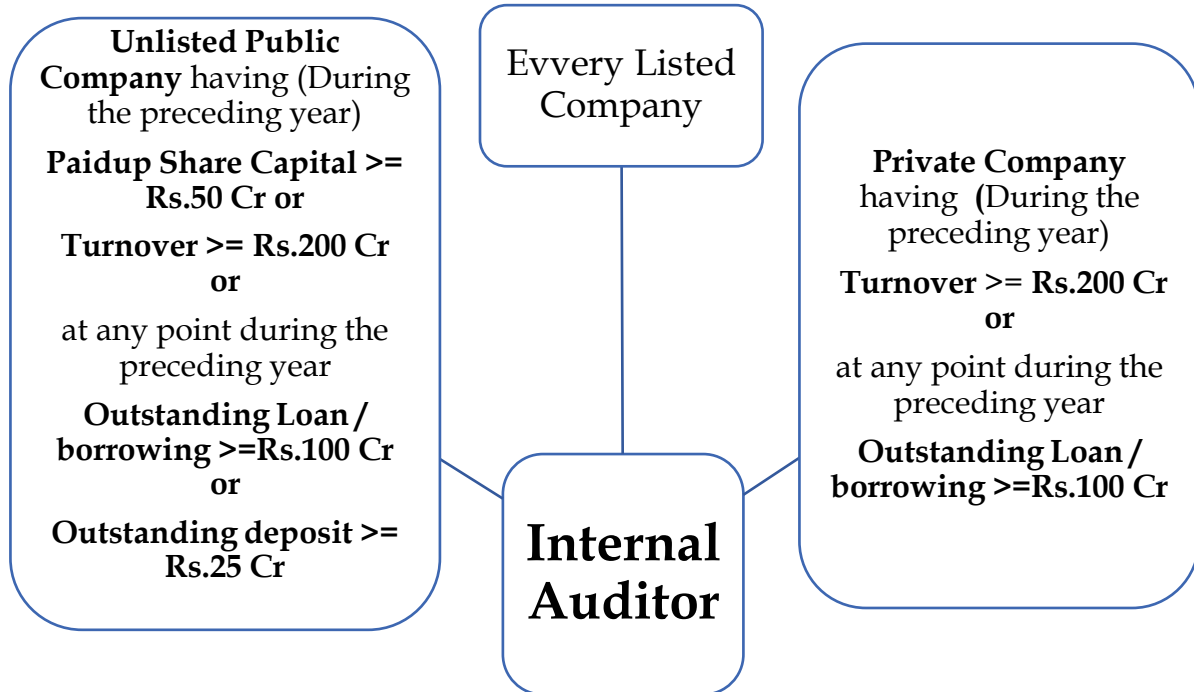 Unlisted Public
Company having (During
the preceding year)
Paidup Share Capital >=
Rs.50 Cr or
Turnover >= Rs.200 Cr
or
at any point during the
preceding year
Outstanding Loan /
borrowing >=Rs.100 Cr
or
Outstanding deposit >=
Rs.25 Cr
Evvery Listed
Company
Private Company
having (During the
preceding year)
Turnover >= Rs.200 Cr
or
at any point during the
preceding year
Outstanding Loan /
borrowing >=Rs.100 Cr
Internal
Auditor